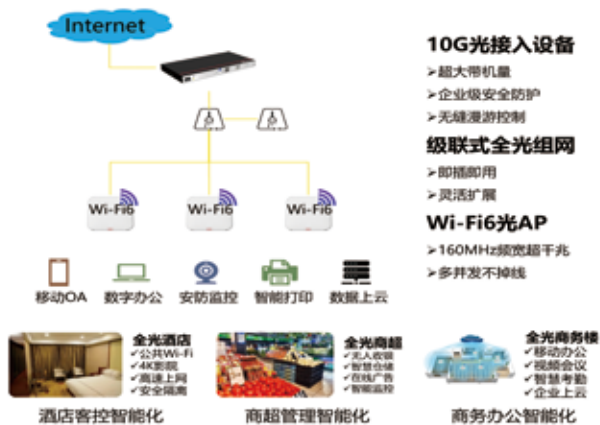 Internet
10G光接入设备
➢超大带机量
➢企业级安全防护
➢无缝漫游控制
级联式全光组网
➢即插即用
➢灵活扩展
Wi-Fi6光AP
➢160MHz频宽超千兆
➢多并发不掉线
Wi-Fi6 Wi-Fi6 Wi-Fi6
移动OA 数字办公 安防监控 智能打印 数据上云
全光酒店
✓公共Wi-Fi
✓4K影院
✓高速上网
✓安全隔离
酒店客控智能化
全光商超
✓无人收银
✓智慧仓储
✓在线广告
✓智能监控
商超管理智能化
全光商务楼
✓移动办公
✓视频会议
✓智慧考勤
✓企业上云
商务办公智能化